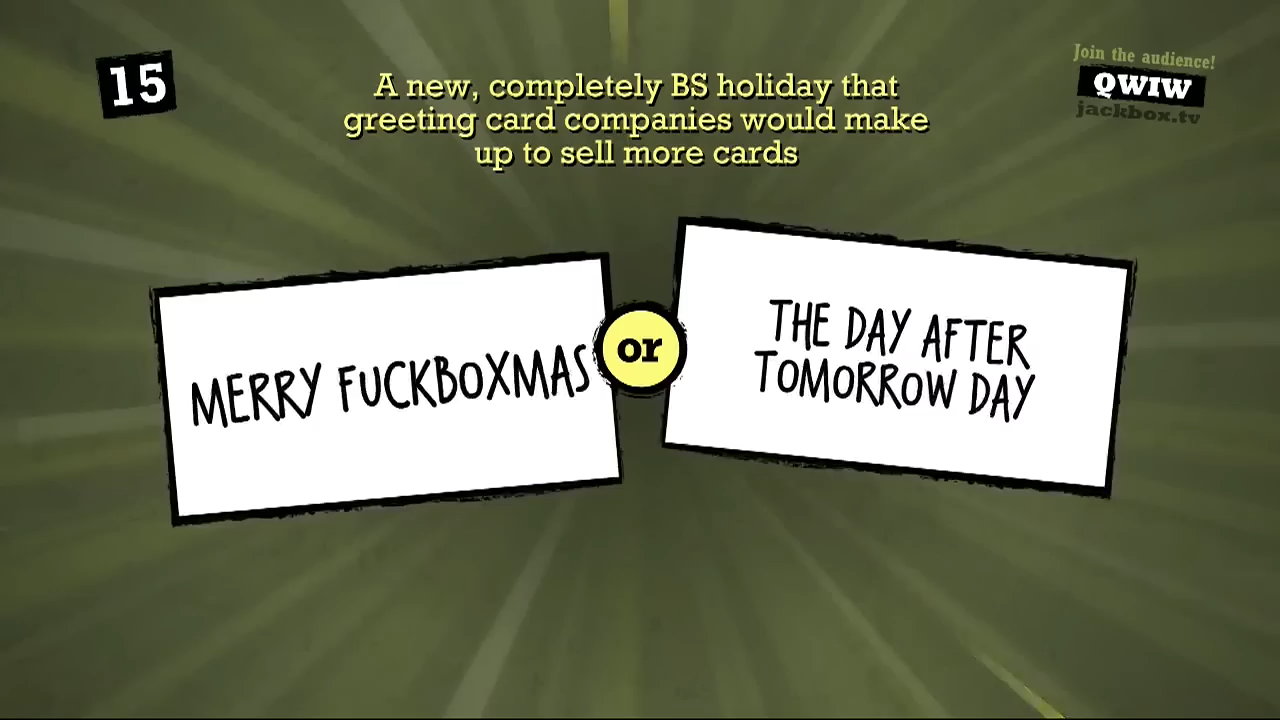 15
A new, completely BS holiday that
greeting card companies would make
up to sell more cards
Join the audience!
QWIW
jackbox.tv
MERRY FUCKBOXMAS
or
THE DAY AFTER
TOMORROW DAY